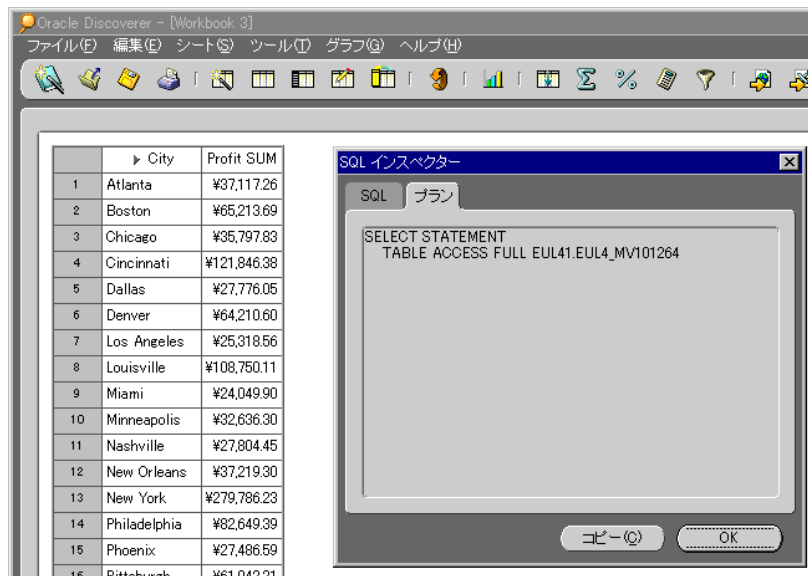 Oracle Discoverer - [Workbook 3]
ファイル(F) 編集(E) シート(S) ツール(T) グラフ(G) ヘルプ(H)
City Profit SUM
1 Atlanta ¥37,117.26
2 Boston ¥65,213.69
3 Chicago ¥35,797.83
4 Cincinnati ¥121,846.38
5 Dallas ¥27,776.05
6 Denver ¥64,210.60
7 Los Angeles ¥25,318.56
8 Louisville ¥108,750.11
9 Miami ¥24,049.90
10 Minneapolis ¥32,636.30
11 Nashville ¥27,804.45
12 New Orleans ¥37,219.30
13 New York ¥279,786.23
14 Philadelphia ¥82,649.39
15 Phoenix ¥27,486.59
16 Pittsburgh
SQL インスペクター
SQL プラン
SELECT STATEMENT
TABLE ACCESS FULL EUL41.EUL4_MV101264
コピー(C) OK